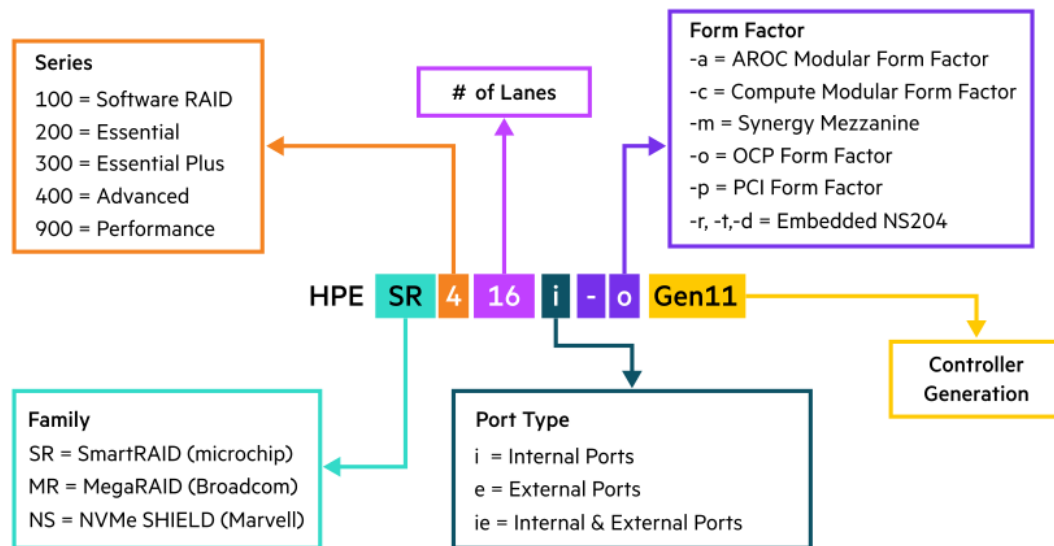 Series
100 = Software RAID
200 = Essential
300 = Essential Plus
400 = Advanced
900 = Performance
# of Lanes
Form Factor
-a = AROC Modular Form Factor
-c = Compute Modular Form Factor
-m = Synergy Mezzanine
-o = OCP Form Factor
-p = PCI Form Factor
-r, -t,-d = Embedded NS204
HPE SR 4 16 i - o Gen11
Family
SR = SmartRAID (microchip)
MR = MegaRAID (Broadcom)
NS = NVMe SHIELD (Marvell)
Port Type
i = Internal Ports
e = External Ports
ie = Internal & External Ports
Controller
Generation